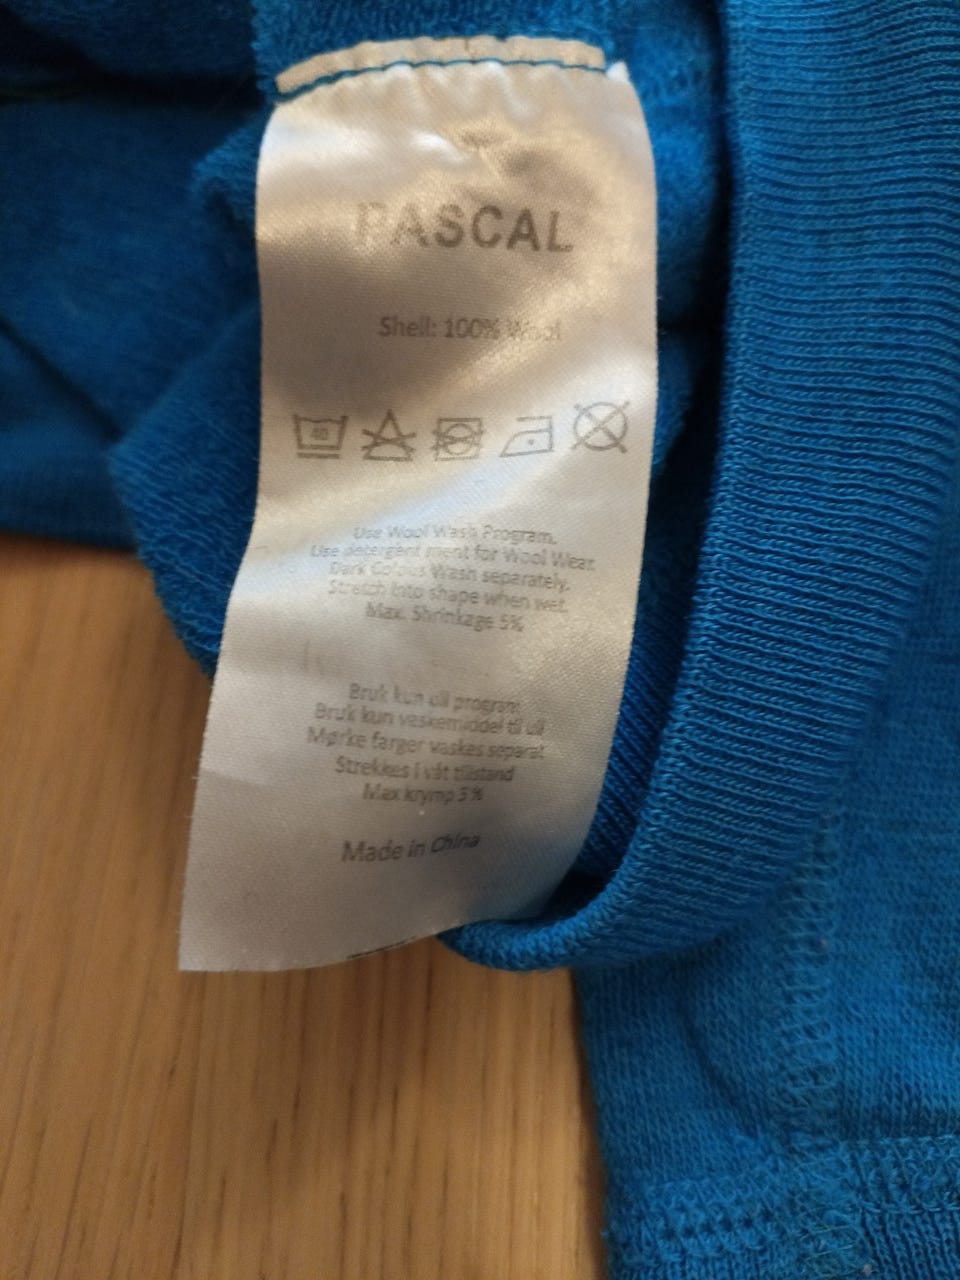 PASCAL
Shell: 100% Wool
40
Use Wool Wash Program.
Use detergent ment for Wool Wear.
Dark Colous Wash separately.
Stretch into shape when wet.
Max. Shrinkage 5%
Bruk kun ull program
Bruk kun vaskemiddel til ull
Mørke farger vaskes separat
Strekkes i våt tilstand
Max krymp 5%
Made in China